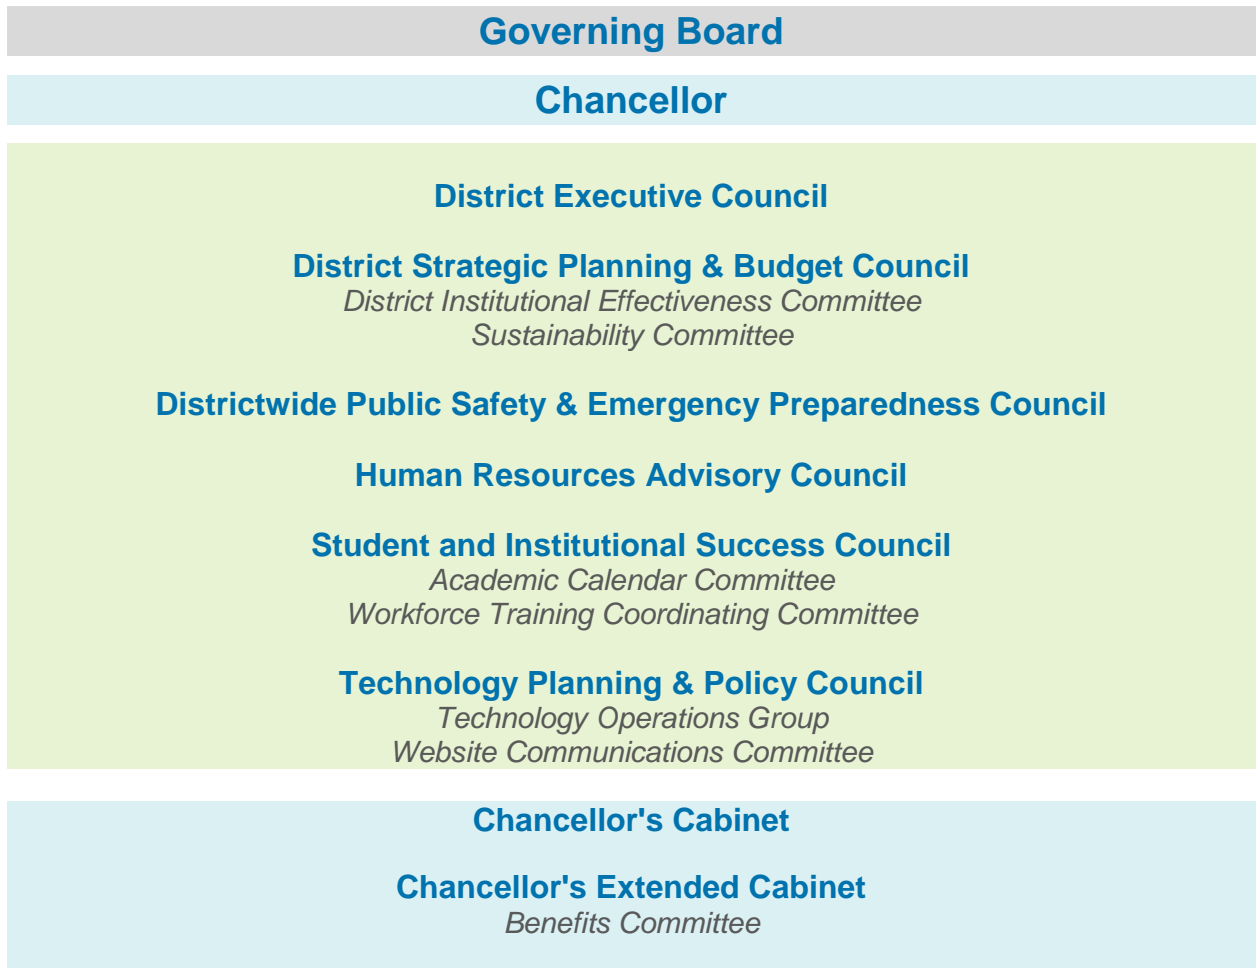 Governing Board
Chancellor
District Executive Council
District Strategic Planning & Budget Council
District Institutional Effectiveness Committee
Sustainability Committee
Districtwide Public Safety & Emergency Preparedness Council
Human Resources Advisory Council
Student and Institutional Success Council
Academic Calendar Committee
Workforce Training Coordinating Committee
Technology Planning & Policy Council
Technology Operations Group
Website Communications Committee
Chancellor's Cabinet
Chancellor's Extended Cabinet
Benefits Committee